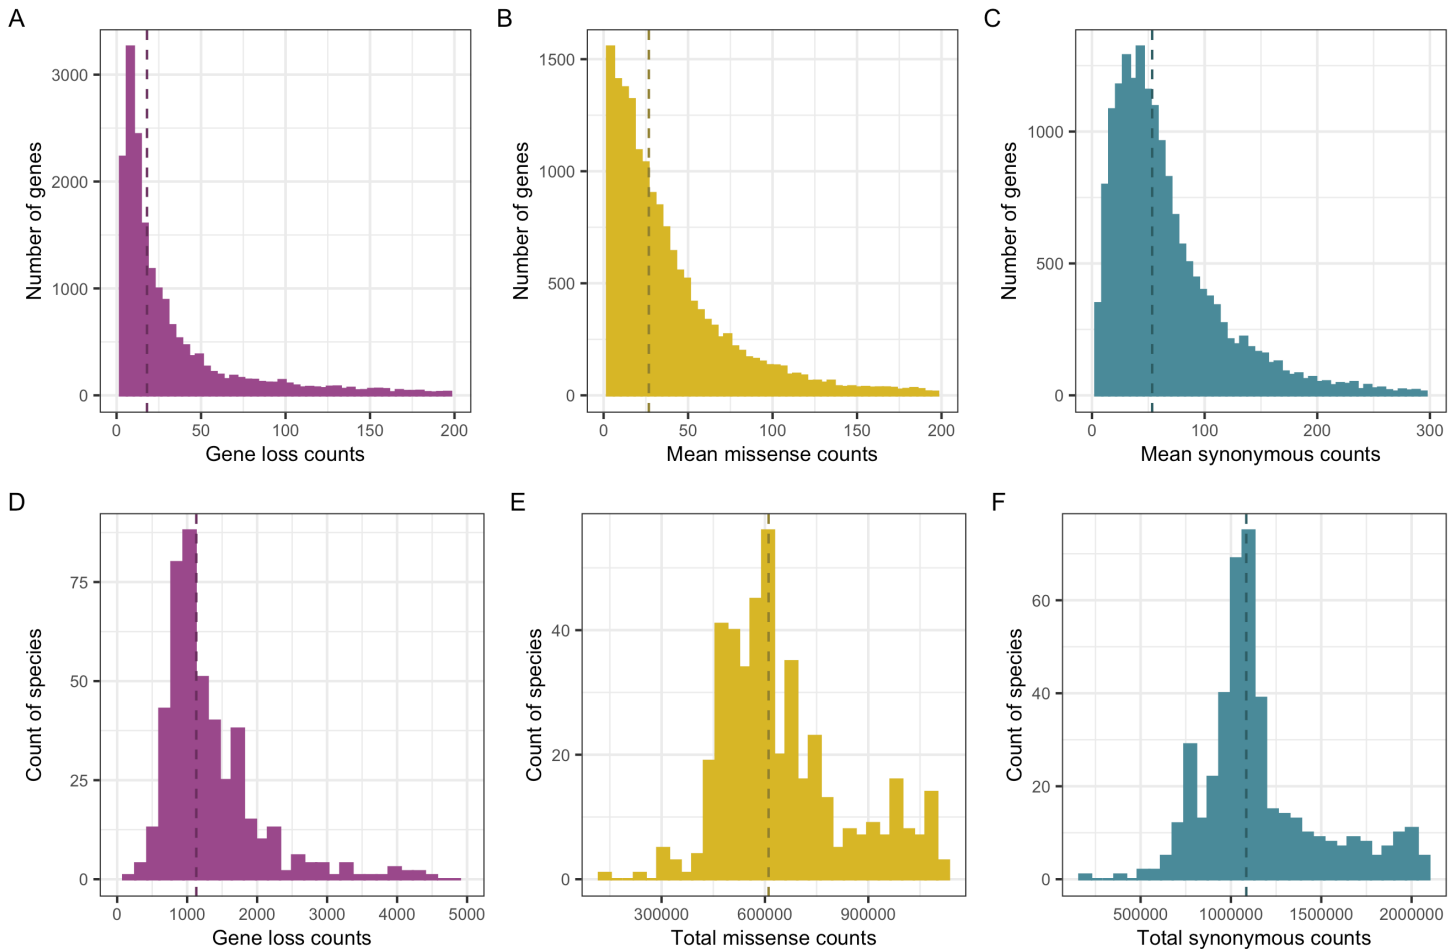 A
B
C
Number of genes
3000
2000
1000
0
0 50 100 150 200
Gene loss counts
Number of genes
1500
1000
500
0
0 50 100 150 200
Mean missense counts
Number of genes
1000
500
0
0 100 200 300
Mean synonymous counts
D
E
F
Count of species
75
50
25
0
0 1000 2000 3000 4000 5000
Gene loss counts
Count of species
40
20
0
300000 600000 900000
Total missense counts
Count of species
60
40
20
0
500000 1000000 1500000 2000000
Total synonymous counts